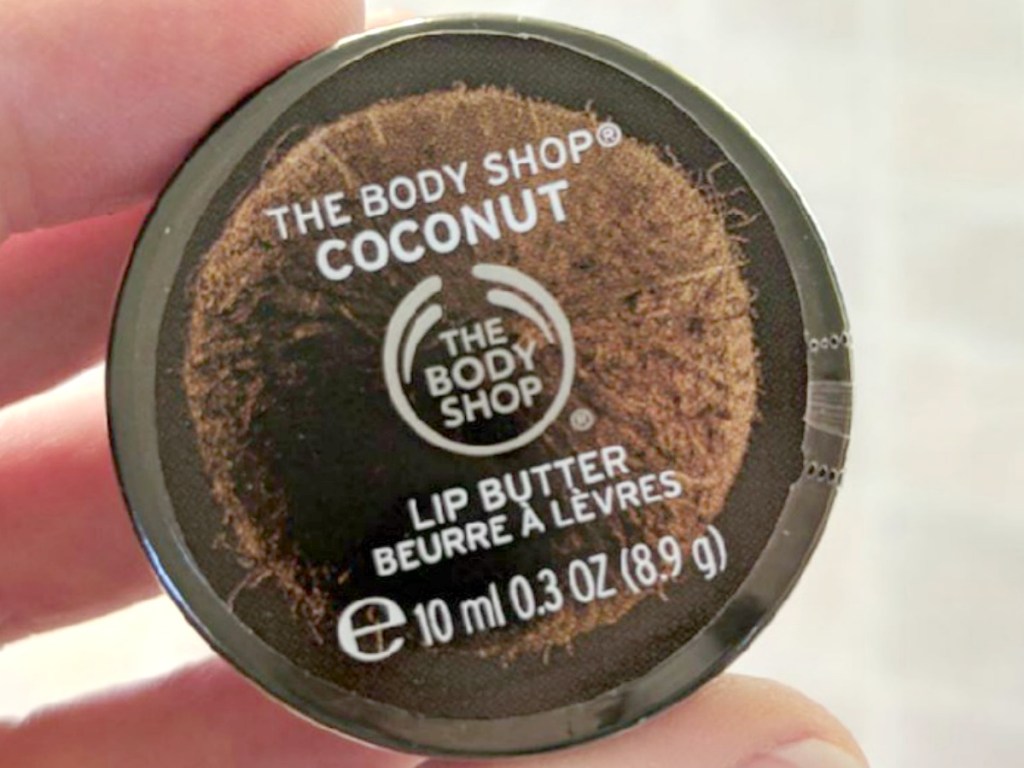 THE BODY SHOP®
COCONUT
THE
BODY
SHOP
®
LIP BUTTER
BEURRE À LÈVRES
℮ 10 ml 0.3 OZ (8.9 g)